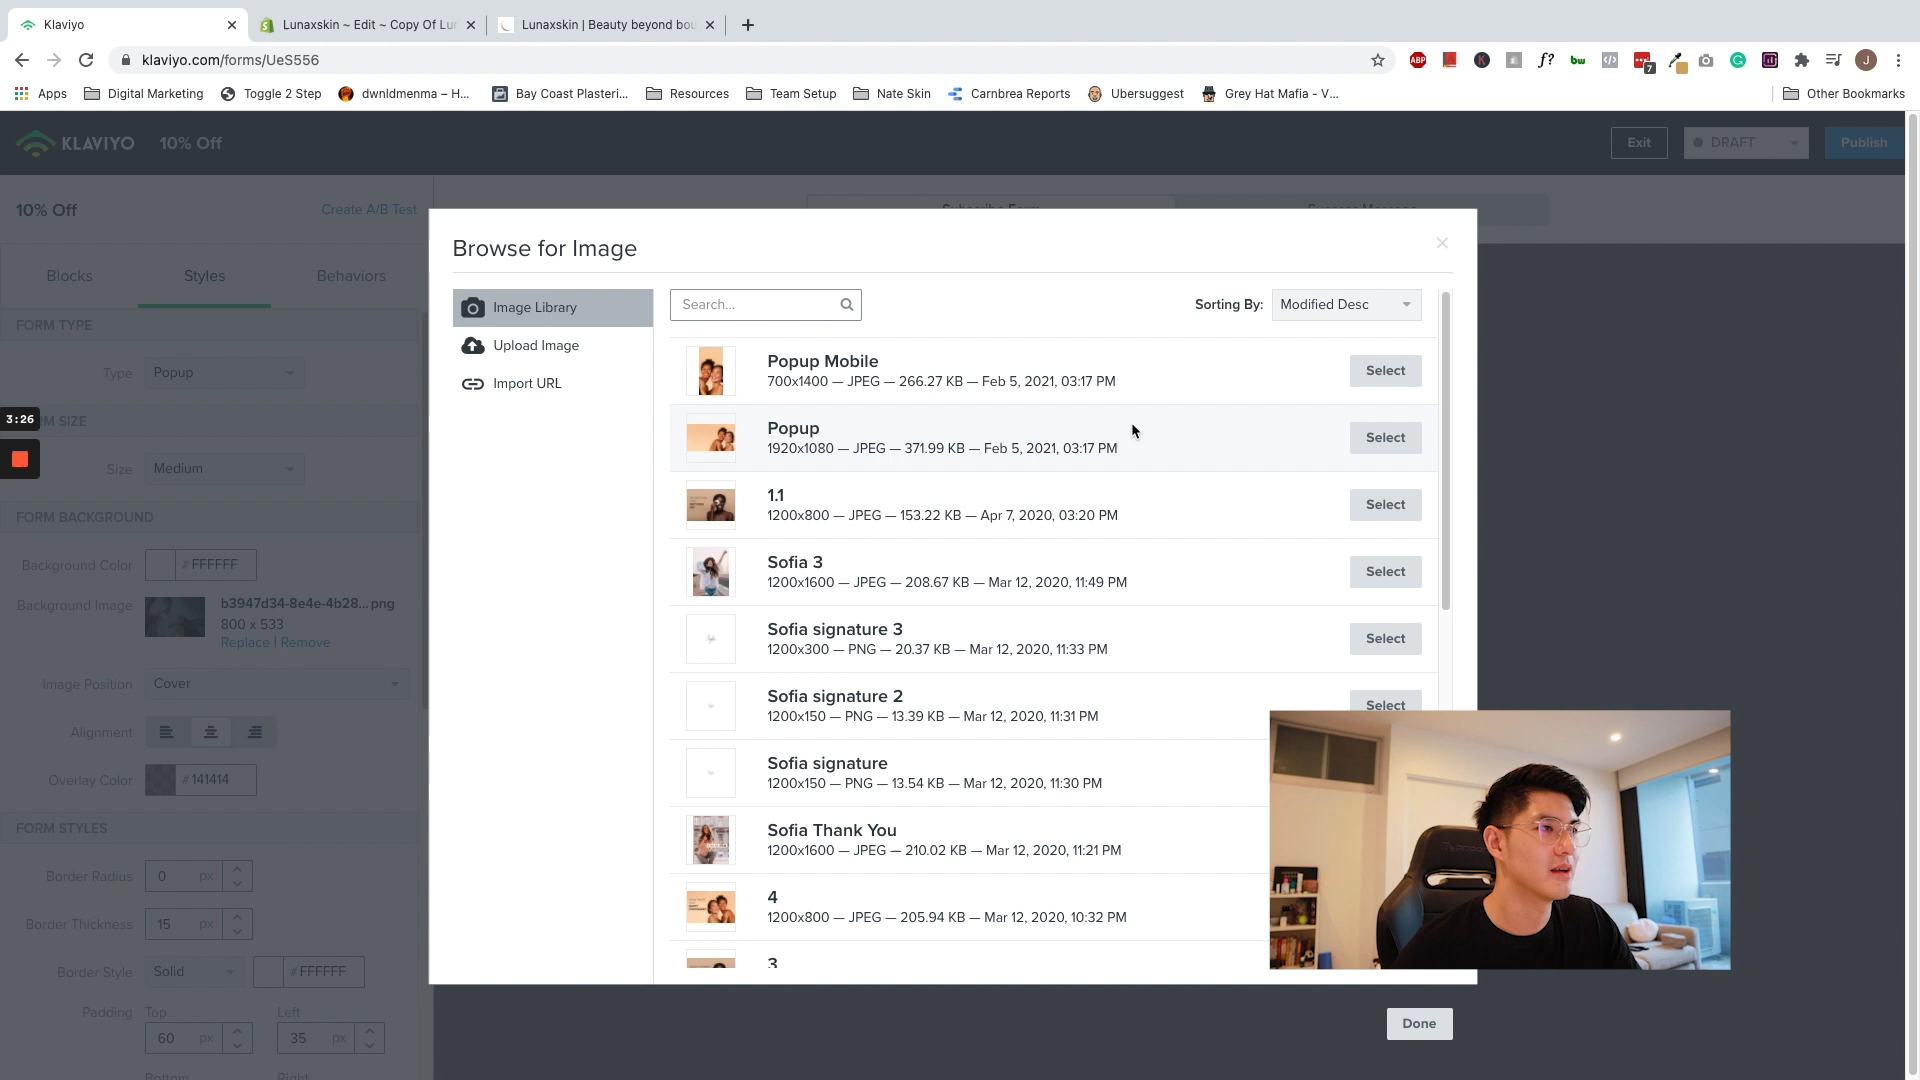 Klaviyo
Lunaxskin ~ Edit ~ Copy Of Lun
Lunaxskin | Beauty beyond bou
klaviyo.com/forms/UeS556
ABP
f?
bw
7
J
Apps
Digital Marketing
Toggle 2 Step
dwnldmenma – H...
Bay Coast Plasteri...
Resources
Team Setup
Nate Skin
Carnbrea Reports
Ubersuggest
Grey Hat Mafia - V...
Other Bookmarks
KLAVIYO
10% Off
Exit
DRAFT
Publish
10% Off
Create A/B Test
Subscribe Form
Success Message
Blocks
Styles
Behaviors
FORM TYPE
Type
Popup
3:26
RM SIZE
Size
Medium
FORM BACKGROUND
Background Color
# FFFFFF
Background Image
b3947d34-8e4e-4b28... png
800 x 533
Replace | Remove
Image Position
Cover
Alignment
Overlay Color
# 141414
FORM STYLES
Border Radius
0 px
Border Thickness
15 px
Border Style
Solid
# FFFFFF
Padding
Top
Left
60 px
35 px
Bottom
Right
Browse for Image
Image Library
Upload Image
Import URL
Search...
Sorting By:
Modified Desc
Popup Mobile
700x1400 — JPEG — 266.27 KB — Feb 5, 2021, 03:17 PM
Select
Popup
1920x1080 — JPEG — 371.99 KB — Feb 5, 2021, 03:17 PM
Select
1.1
1200x800 — JPEG — 153.22 KB — Apr 7, 2020, 03:20 PM
Select
Sofia 3
1200x1600 — JPEG — 208.67 KB — Mar 12, 2020, 11:49 PM
Select
Sofia signature 3
1200x300 — PNG — 20.37 KB — Mar 12, 2020, 11:33 PM
Select
Sofia signature 2
1200x150 — PNG — 13.39 KB — Mar 12, 2020, 11:31 PM
Select
Sofia signature
1200x150 — PNG — 13.54 KB — Mar 12, 2020, 11:30 PM
Sofia Thank You
1200x1600 — JPEG — 210.02 KB — Mar 12, 2020, 11:21 PM
4
1200x800 — JPEG — 205.94 KB — Mar 12, 2020, 10:32 PM
3
Done